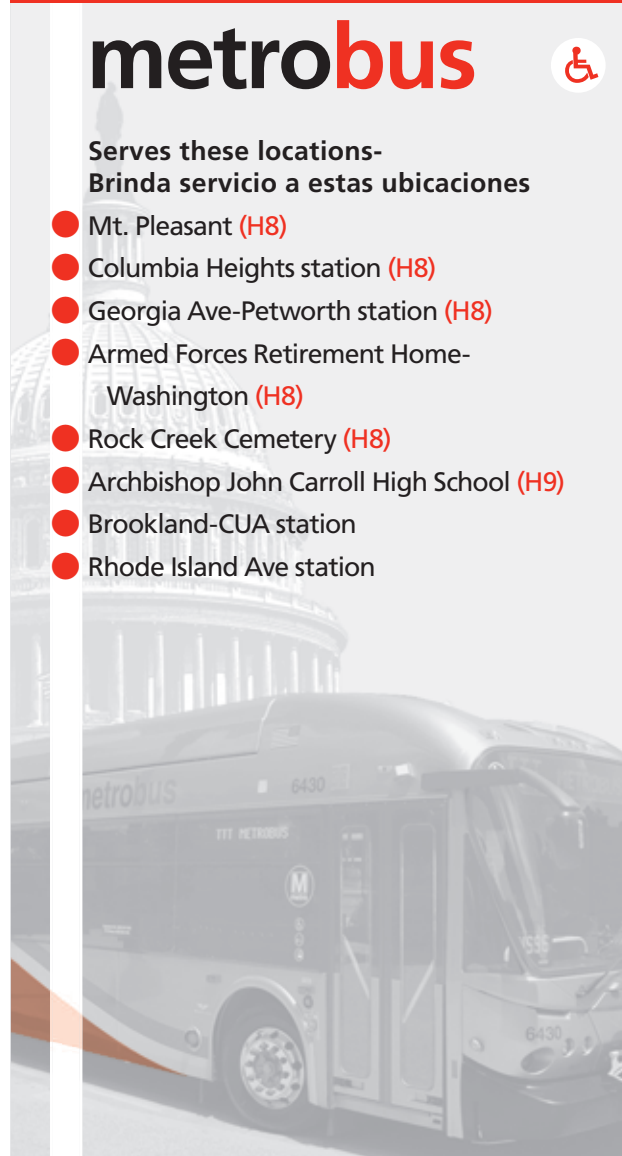 metrobus
Serves these locations-
Brinda servicio a estas ubicaciones
Mt. Pleasant (H8)
Columbia Heights station (H8)
Georgia Ave-Petworth station (H8)
Armed Forces Retirement Home-
Washington (H8)
Rock Creek Cemetery (H8)
Archbishop John Carroll High School (H9)
Brookland-CUA station
Rhode Island Ave station
metrobus
6430
TTT METROBUS
M
6430